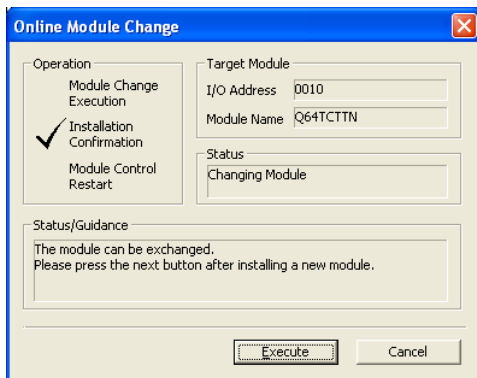 Online Module Change
Operation
Module Change
Execution
Installation
Confirmation
Module Control
Restart
Target Module
I/O Address 0010
Module Name Q64TCTTN
Status
Changing Module
Status/Guidance
The module can be exchanged.
Please press the next button after installing a new module.
Execute Cancel